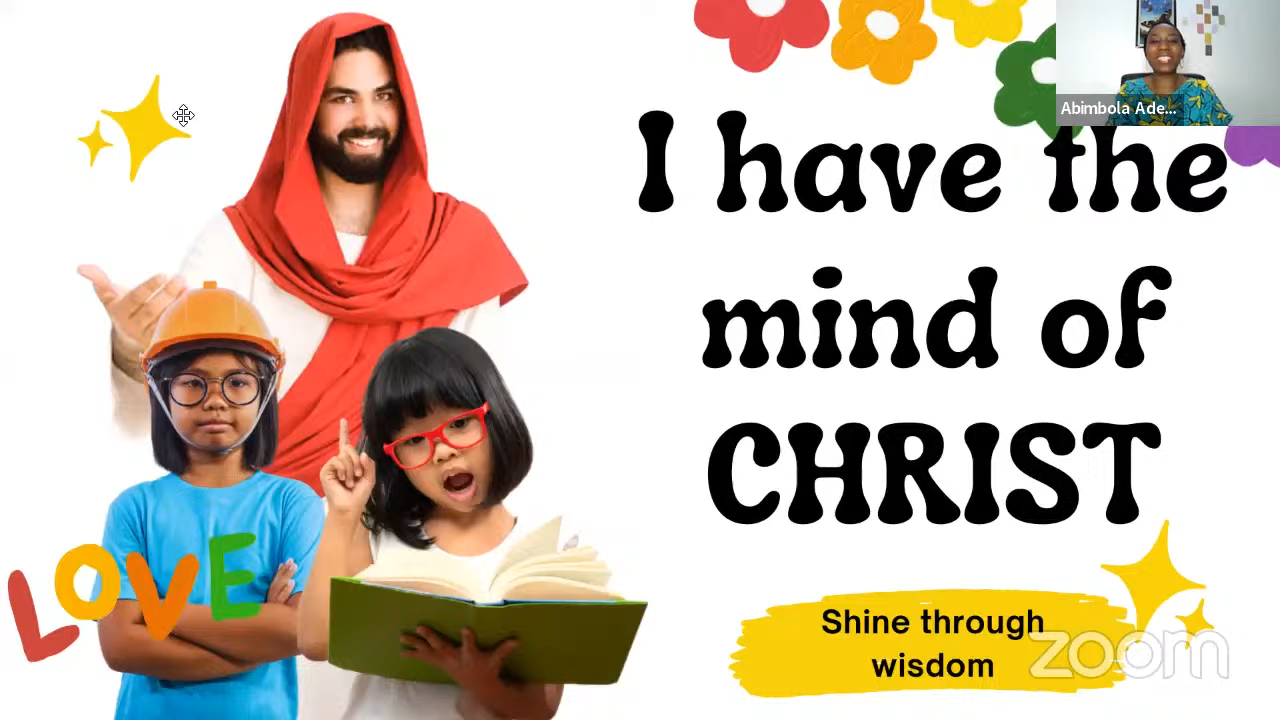 Abimbola Ade...
I have the
mind of
CHRIST
LOVE
Shine through
wisdom
zoom